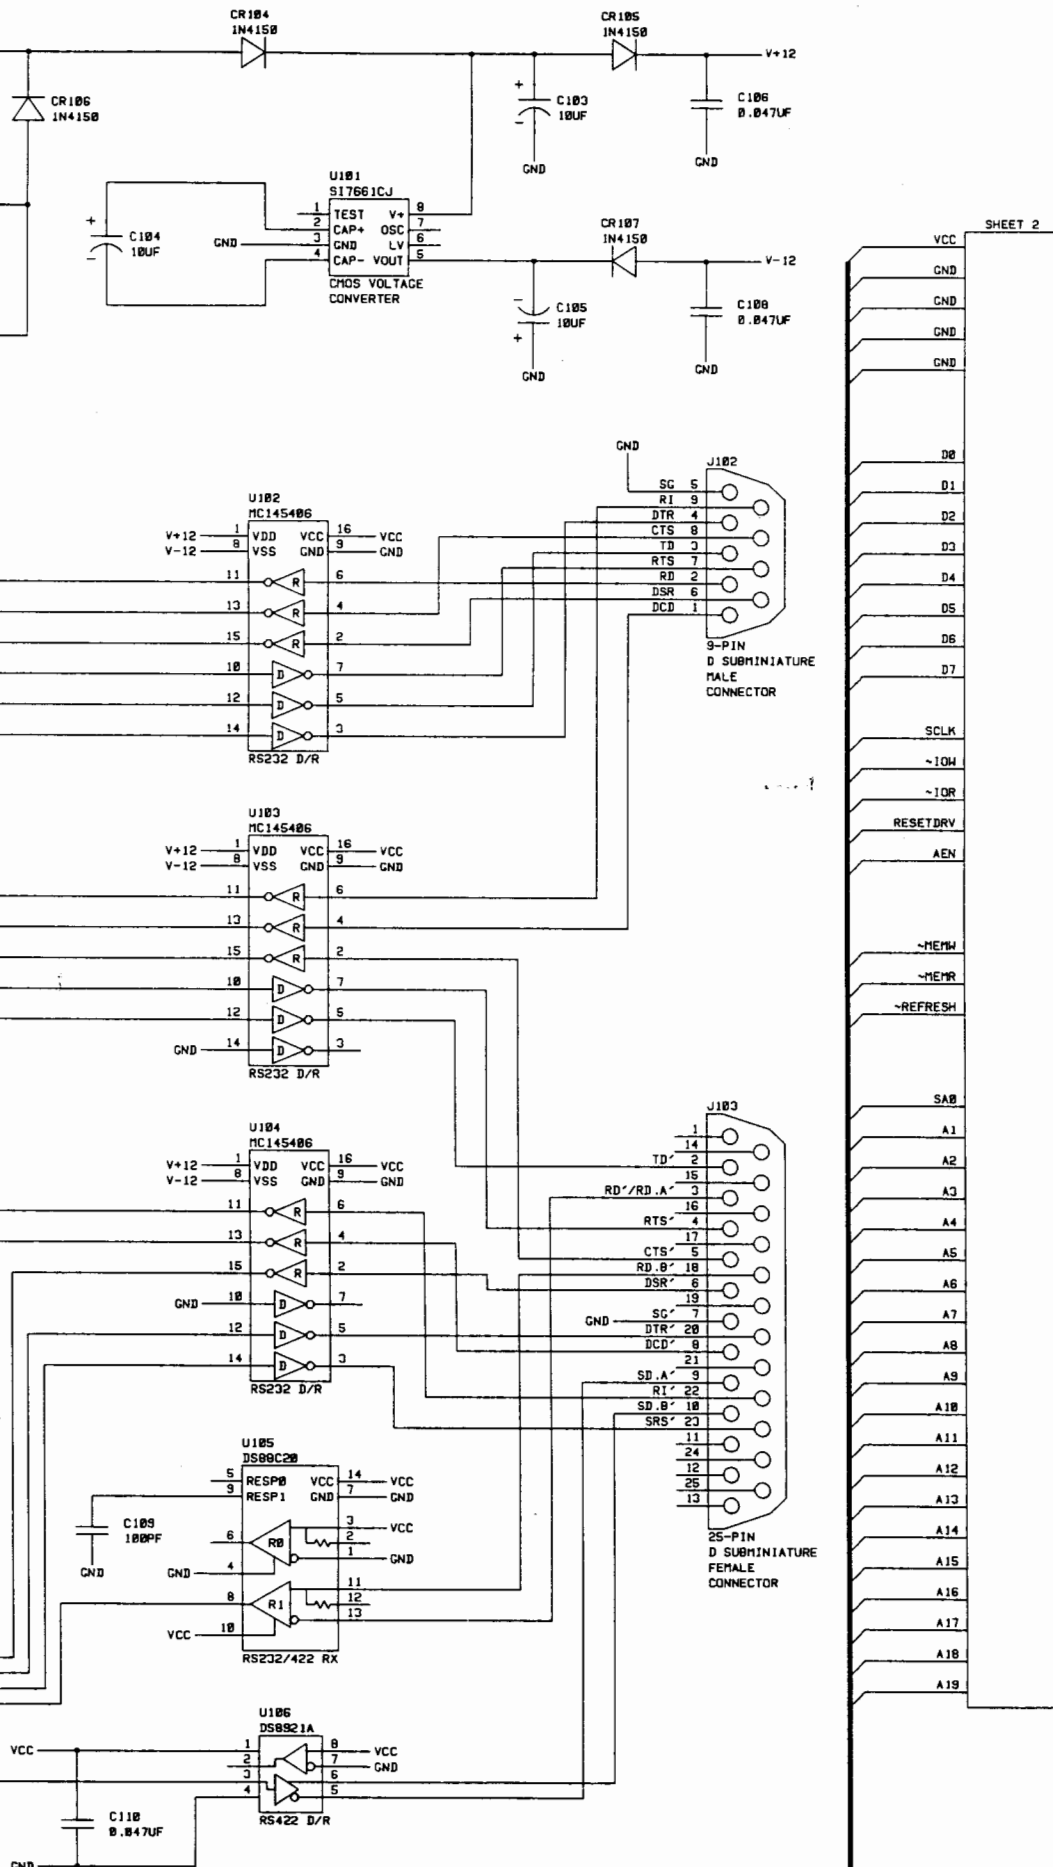 CR104
1N4150
CR105
1N4150
V+12
CR106
1N4150
+
C103
10UF
-
GND
C106
0.047UF
GND
U101
SI7661CJ
1 TEST V+ 8
2 CAP+ OSC 7
GND 3 GND LV 6
4 CAP- VOUT 5
CMOS VOLTAGE
CONVERTER
+
C104
10UF
-
CR107
1N4150
V-12
-
C105
10UF
+
GND
C108
0.047UF
GND
SHEET 2
VCC
GND
GND
GND
GND
D0
D1
D2
D3
D4
D5
D6
D7
SCLK
~IOW
~IOR
RESETDRV
AEN
~MEMW
~MEMR
~REFRESH
SA0
A1
A2
A3
A4
A5
A6
A7
A8
A9
A10
A11
A12
A13
A14
A15
A16
A17
A18
A19
GND
J102
SG 5
RI 9
DTR 4
CTS 8
TD 3
RTS 7
RD 2
DSR 6
DCD 1
9-PIN
D SUBMINIATURE
MALE
CONNECTOR
U102
MC145406
V+12 1 VDD VCC 16 VCC
V-12 8 VSS GND 9 GND
11 R 6
13 R 4
15 R 2
10 D 7
12 D 5
14 D 3
RS232 D/R
U103
MC145406
V+12 1 VDD VCC 16 VCC
V-12 8 VSS GND 9 GND
11 R 6
13 R 4
15 R 2
10 D 7
12 D 5
GND 14 D 3
RS232 D/R
U104
MC145406
V+12 1 VDD VCC 16 VCC
V-12 8 VSS GND 9 GND
11 R 6
13 R 4
15 R 2
GND 10 D 7
12 D 5
14 D 3
RS232 D/R
J103
1
14
TD' 2
15
RD'/RD.A' 3
16
RTS' 4
17
CTS' 5
RD.B' 18
DSR' 6
19
GND SG' 7
DTR' 20
DCD' 8
21
SD.A' 9
RI' 22
SD.B' 10
SRS' 23
11
24
12
25
13
25-PIN
D SUBMINIATURE
FEMALE
CONNECTOR
U105
DS88C20
5 RESP0 VCC 14 VCC
9 RESP1 GND 7 GND
C109
100PF
GND
3 VCC
6 R0 2
1 GND
GND 4
11
8 R1 12
13
VCC 10
RS232/422 RX
U106
DS8921A
VCC 1 8 VCC
2 7 GND
3 6
4 5
RS422 D/R
C110
0.047UF
GND